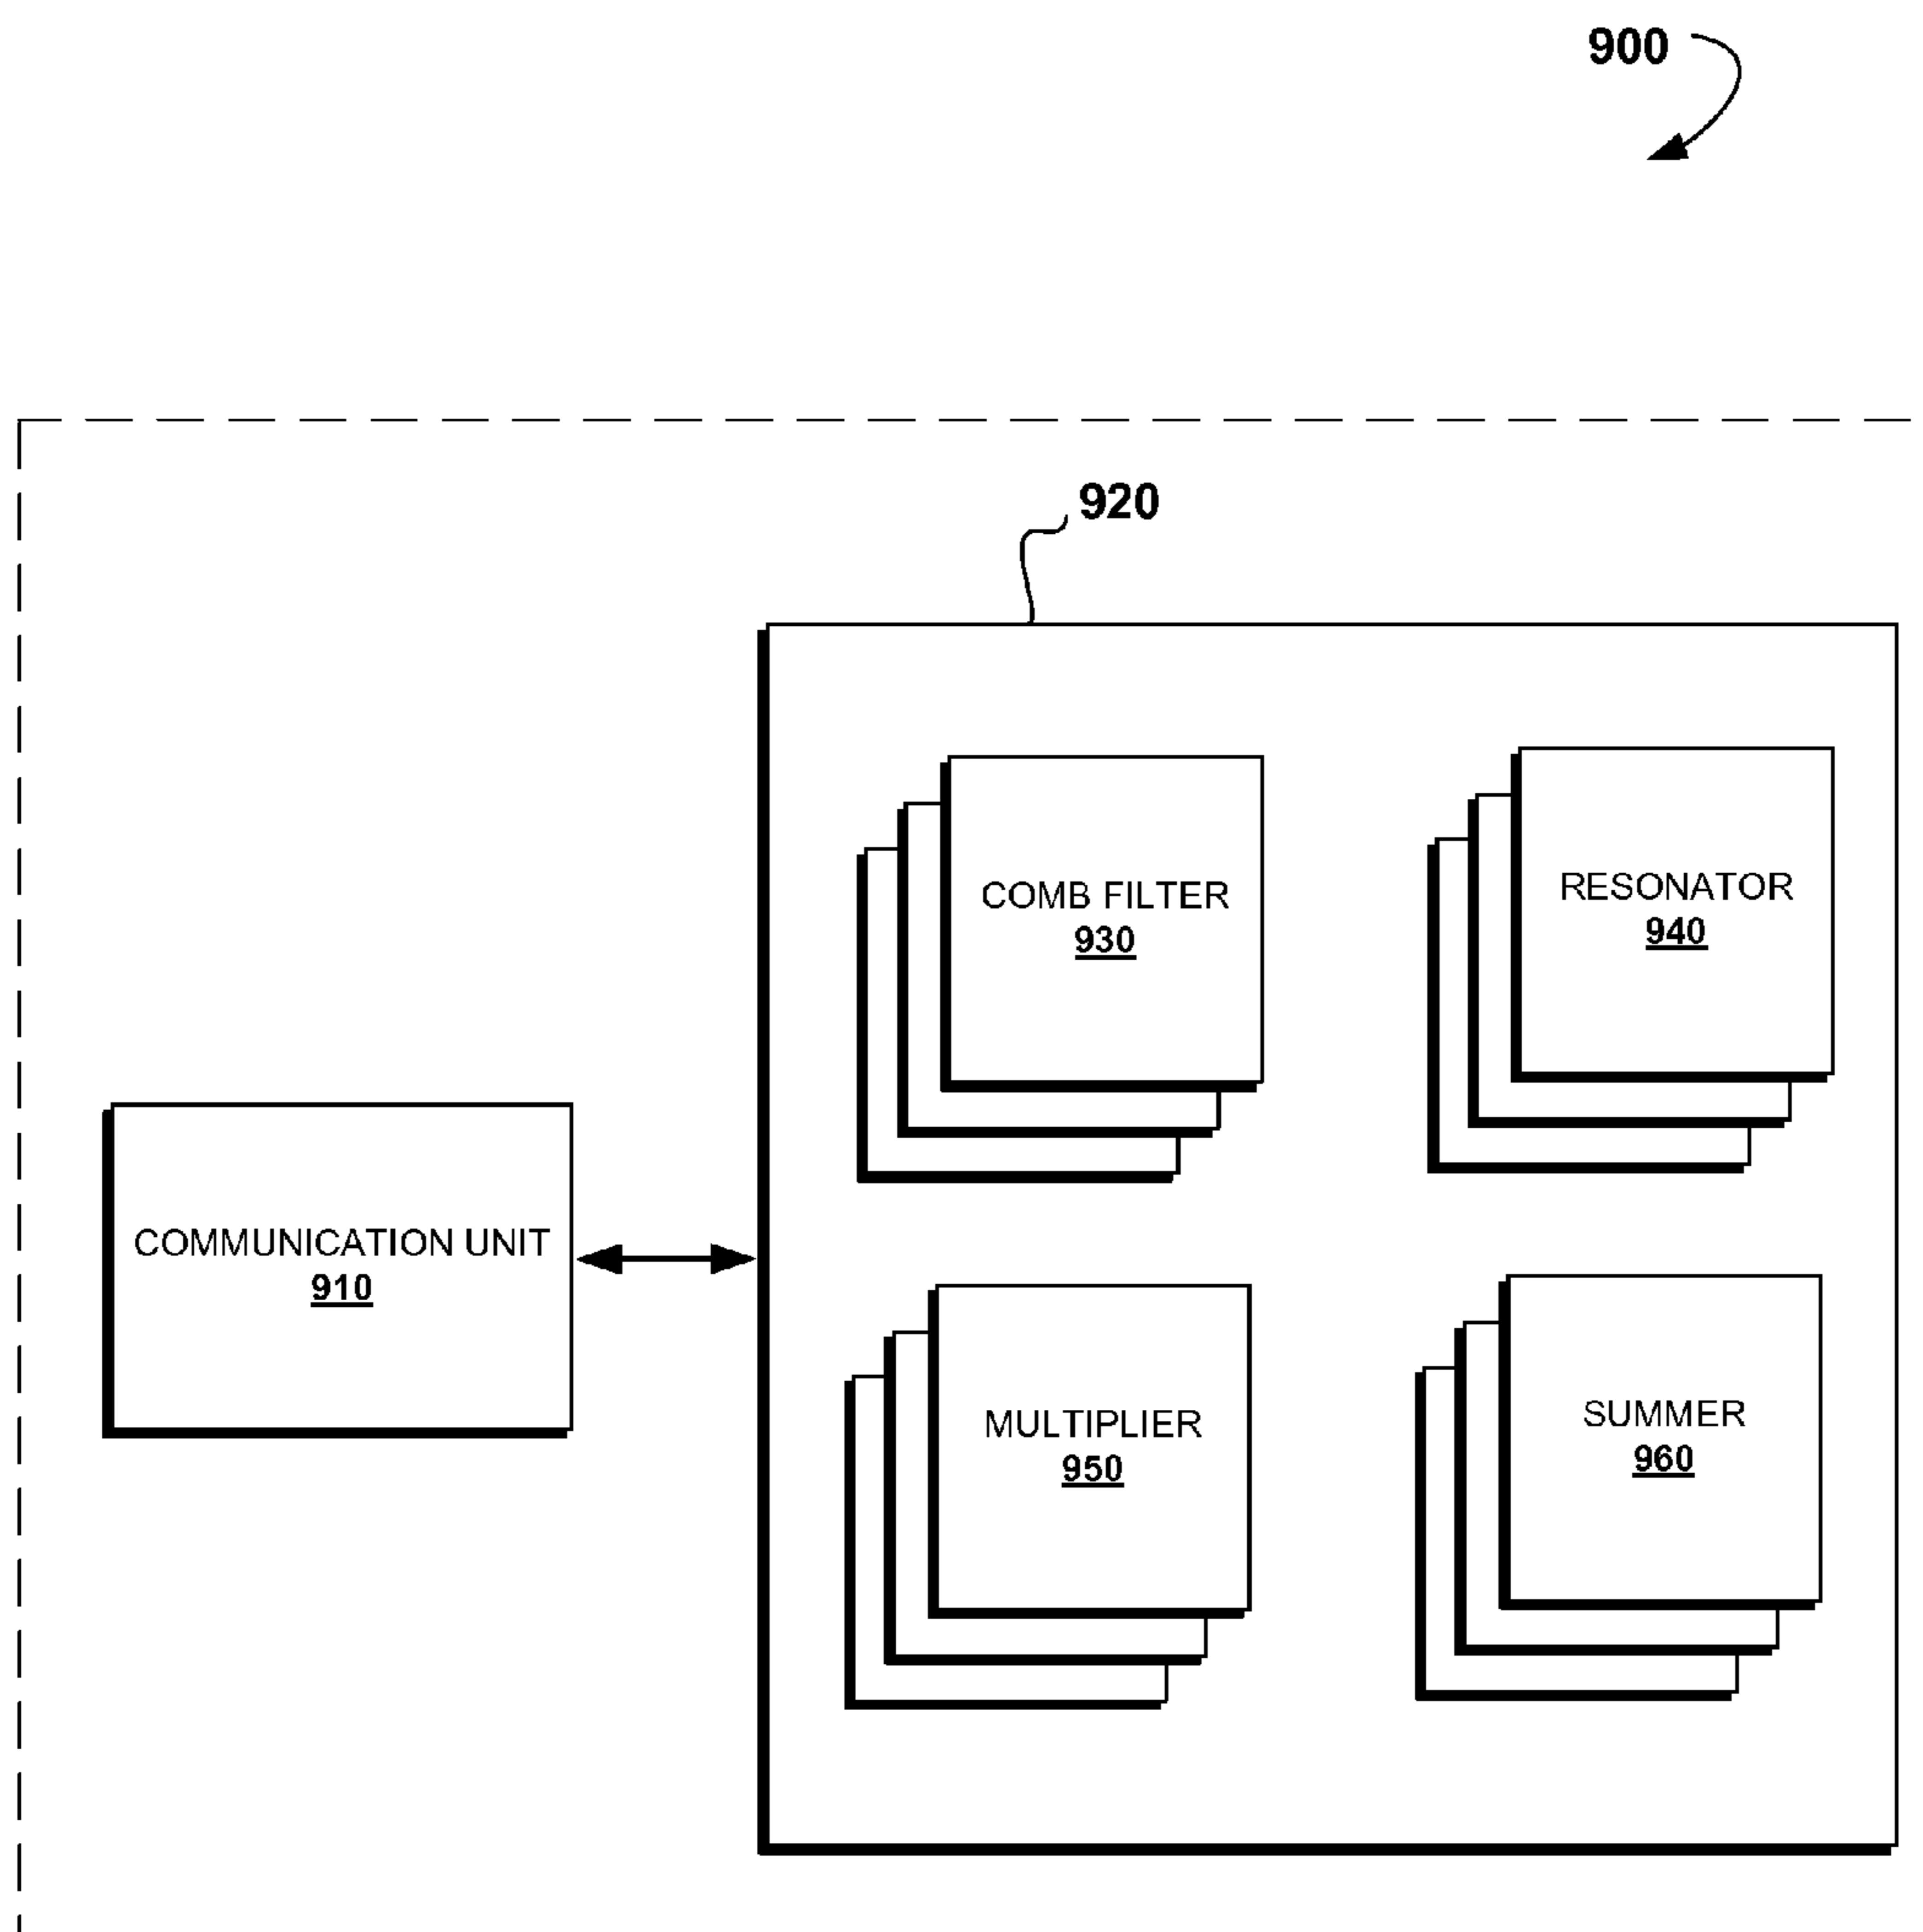 900
920
COMB FILTER
930
RESONATOR
940
COMMUNICATION UNIT
910
MULTIPLIER
950
SUMMER
960